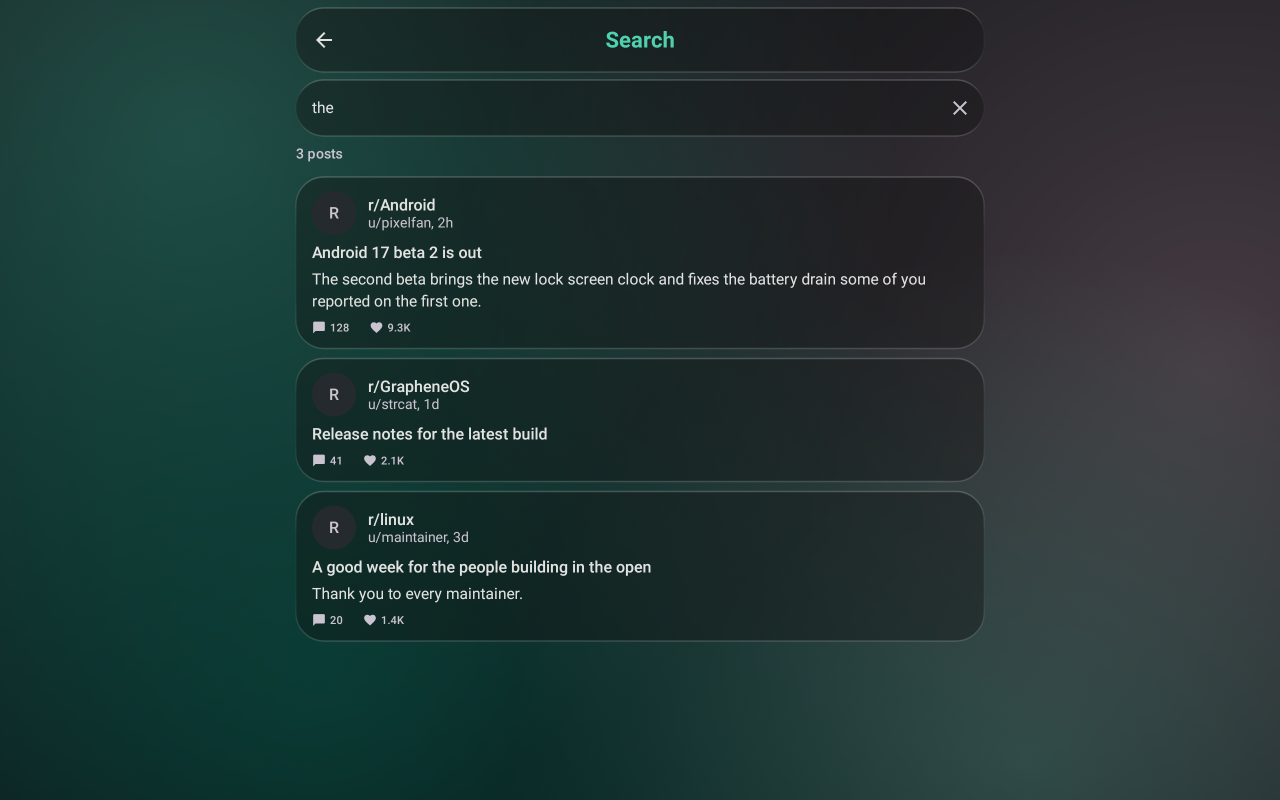 Search
the
3 posts
R
r/Android
u/pixelfan, 2h
Android 17 beta 2 is out
The second beta brings the new lock screen clock and fixes the battery drain some of you
reported on the first one.
128 9.3K
R
r/GrapheneOS
u/strcat, 1d
Release notes for the latest build
41 2.1K
R
r/linux
u/maintainer, 3d
A good week for the people building in the open
Thank you to every maintainer.
20 1.4K